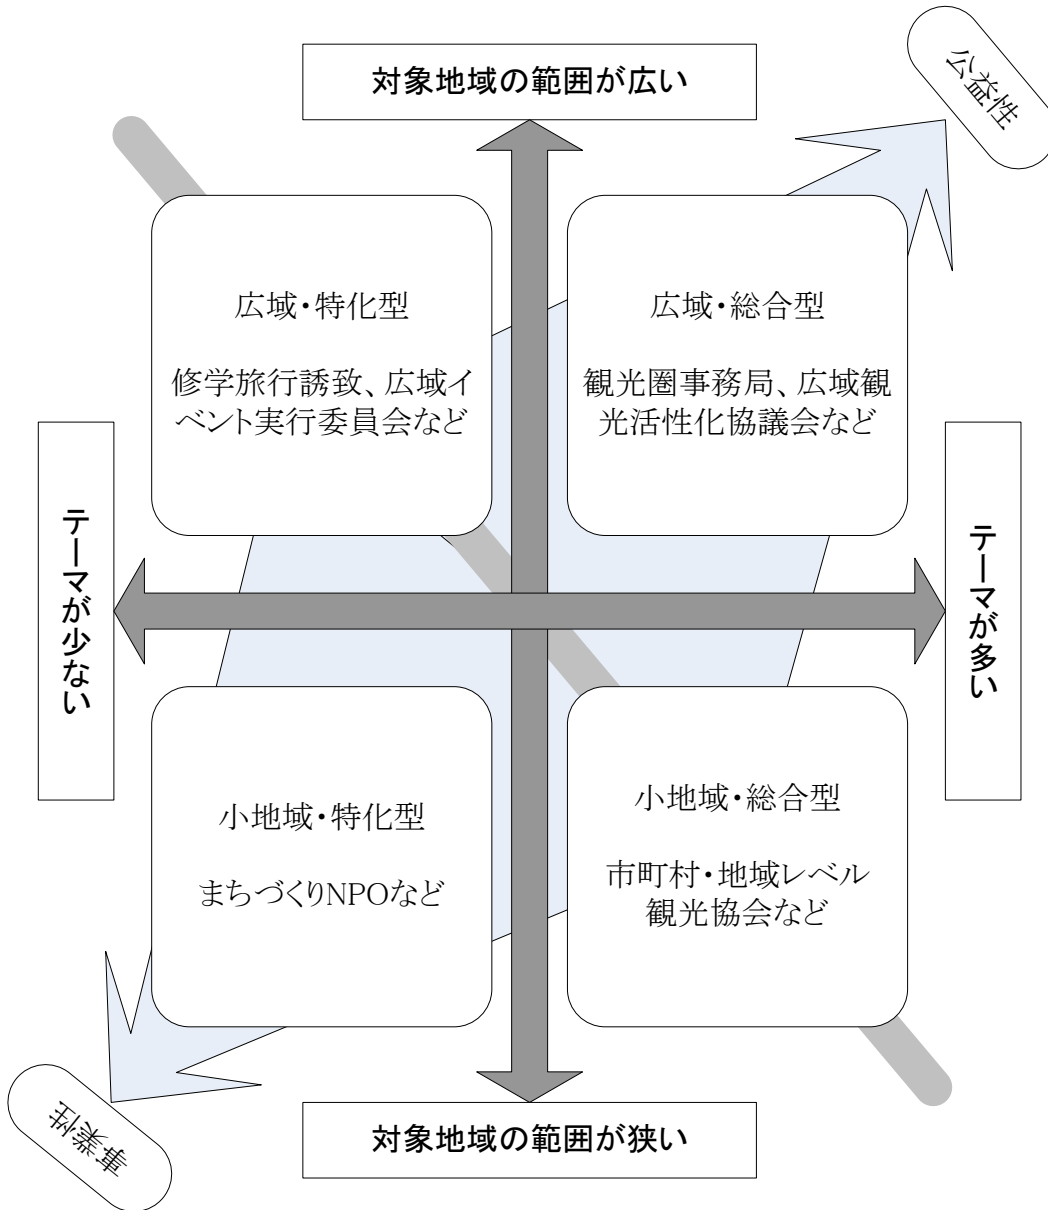 対象地域の範囲が広い
公益性
広域・特化型
修学旅行誘致、広域イ
ベント実行委員会など
広域・総合型
観光圏事務局、広域観
光活性化協議会など
テーマが少ない
テーマが多い
小地域・特化型
まちづくりNPOなど
小地域・総合型
市町村・地域レベル
観光協会など
事業性
対象地域の範囲が狭い